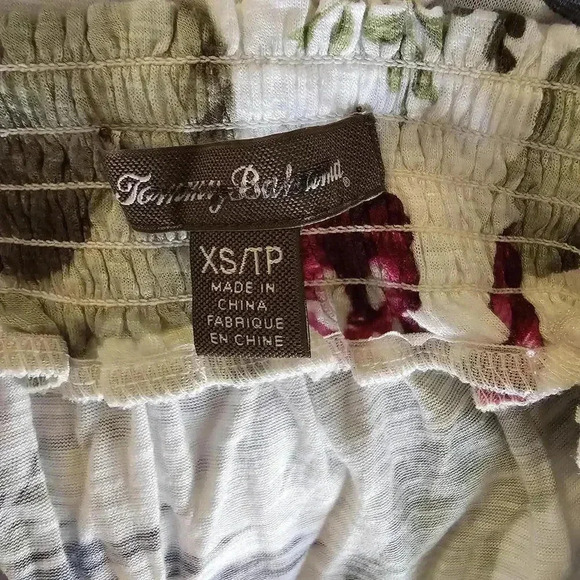 Tommy Bahama®
XS/TP
MADE IN
CHINA
FABRIQUE
EN CHINE